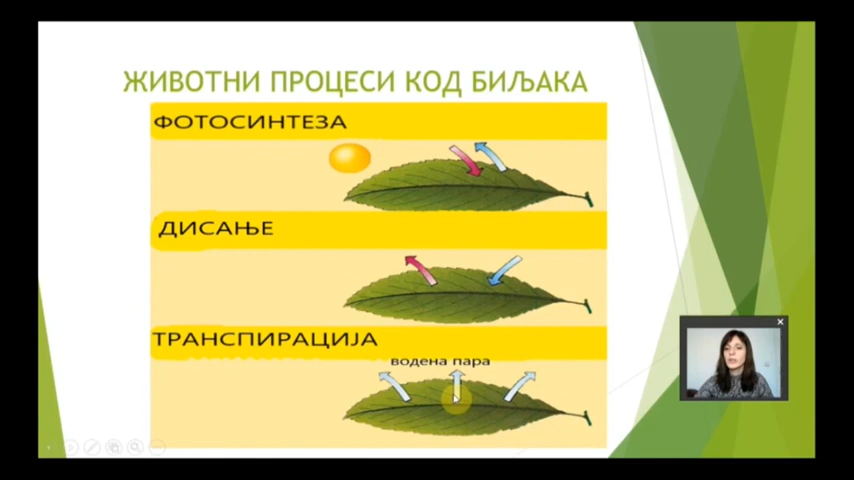 ЖИВОТНИ ПРОЦЕСИ КОД БИЉАКА
ФОТОСИНТЕЗА
ДИСАЊЕ
ТРАНСПИРАЦИЈА
водена пара